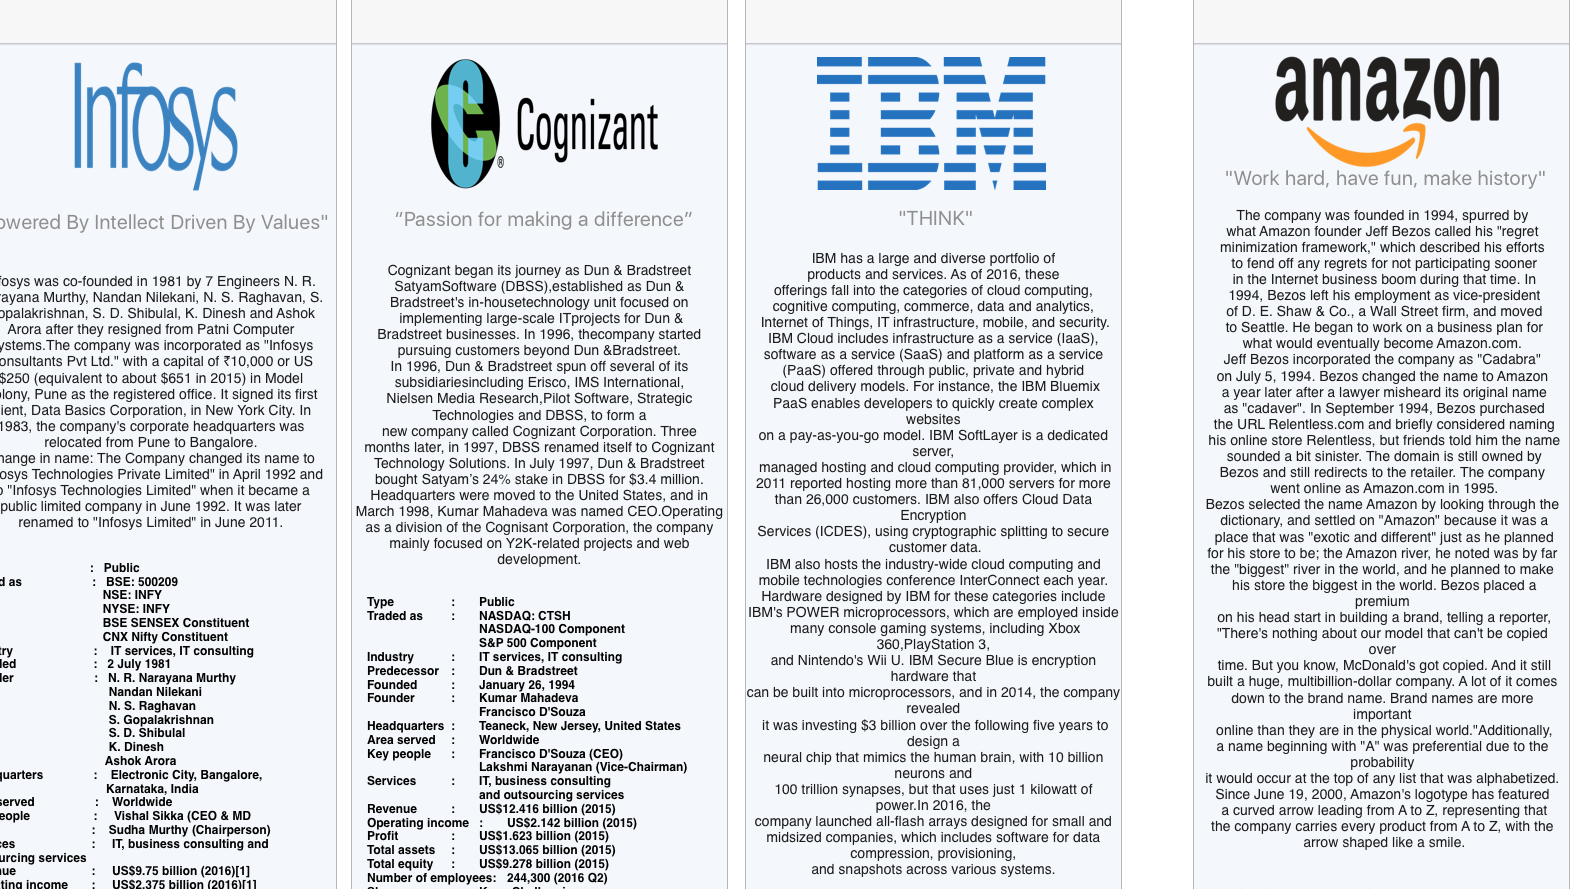 Infosys
owered By Intellect Driven By Values"
fosys was co-founded in 1981 by 7 Engineers N. R.
rayana Murthy, Nandan Nilekani, N. S. Raghavan, S.
opalakrishnan, S. D. Shibulal, K. Dinesh and Ashok
Arora after they resigned from Patni Computer
ystems.The company was incorporated as "Infosys
onsultants Pvt Ltd." with a capital of ₹10,000 or US
$250 (equivalent to about $651 in 2015) in Model
olony, Pune as the registered office. It signed its first
ient, Data Basics Corporation, in New York City. In
1983, the company's corporate headquarters was
relocated from Pune to Bangalore.
hange in name: The Company changed its name to
osys Technologies Private Limited" in April 1992 and
o "Infosys Technologies Limited" when it became a
public limited company in June 1992. It was later
renamed to "Infosys Limited" in June 2011.
: Public
d as : BSE: 500209
NSE: INFY
NYSE: INFY
BSE SENSEX Constituent
CNX Nifty Constituent
try : IT services, IT consulting
ded : 2 July 1981
der : N. R. Narayana Murthy
Nandan Nilekani
N. S. Raghavan
S. Gopalakrishnan
S. D. Shibulal
K. Dinesh
Ashok Arora
quarters : Electronic City, Bangalore,
Karnataka, India
served : Worldwide
eople : Vishal Sikka (CEO & MD
: Sudha Murthy (Chairperson)
ces : IT, business consulting and
urcing services
nue : US$9.75 billion (2016)[1]
ating income : US$2.375 billion (2016)[1]
Cognizant
®
“Passion for making a difference”
Cognizant began its journey as Dun & Bradstreet
SatyamSoftware (DBSS),established as Dun &
Bradstreet's in-housetechnology unit focused on
implementing large-scale ITprojects for Dun &
Bradstreet businesses. In 1996, thecompany started
pursuing customers beyond Dun &Bradstreet.
In 1996, Dun & Bradstreet spun off several of its
subsidiariesincluding Erisco, IMS International,
Nielsen Media Research,Pilot Software, Strategic
Technologies and DBSS, to form a
new company called Cognizant Corporation. Three
months later, in 1997, DBSS renamed itself to Cognizant
Technology Solutions. In July 1997, Dun & Bradstreet
bought Satyam's 24% stake in DBSS for $3.4 million.
Headquarters were moved to the United States, and in
March 1998, Kumar Mahadeva was named CEO.Operating
as a division of the Cognisant Corporation, the company
mainly focused on Y2K-related projects and web
development.
Type : Public
Traded as : NASDAQ: CTSH
NASDAQ-100 Component
S&P 500 Component
Industry : IT services, IT consulting
Predecessor : Dun & Bradstreet
Founded : January 26, 1994
Founder : Kumar Mahadeva
Francisco D'Souza
Headquarters : Teaneck, New Jersey, United States
Area served : Worldwide
Key people : Francisco D'Souza (CEO)
Lakshmi Narayanan (Vice-Chairman)
Services : IT, business consulting
and outsourcing services
Revenue : US$12.416 billion (2015)
Operating income : US$2.142 billion (2015)
Profit : US$1.623 billion (2015)
Total assets : US$13.065 billion (2015)
Total equity : US$9.278 billion (2015)
Number of employees: 244,300 (2016 Q2)
IBM
"THINK"
IBM has a large and diverse portfolio of
products and services. As of 2016, these
offerings fall into the categories of cloud computing,
cognitive computing, commerce, data and analytics,
Internet of Things, IT infrastructure, mobile, and security.
IBM Cloud includes infrastructure as a service (IaaS),
software as a service (SaaS) and platform as a service
(PaaS) offered through public, private and hybrid
cloud delivery models. For instance, the IBM Bluemix
PaaS enables developers to quickly create complex
websites
on a pay-as-you-go model. IBM SoftLayer is a dedicated
server,
managed hosting and cloud computing provider, which in
2011 reported hosting more than 81,000 servers for more
than 26,000 customers. IBM also offers Cloud Data
Encryption
Services (ICDES), using cryptographic splitting to secure
customer data.
IBM also hosts the industry-wide cloud computing and
mobile technologies conference InterConnect each year.
Hardware designed by IBM for these categories include
IBM's POWER microprocessors, which are employed inside
many console gaming systems, including Xbox
360,PlayStation 3,
and Nintendo's Wii U. IBM Secure Blue is encryption
hardware that
can be built into microprocessors, and in 2014, the company
revealed
it was investing $3 billion over the following five years to
design a
neural chip that mimics the human brain, with 10 billion
neurons and
100 trillion synapses, but that uses just 1 kilowatt of
power.In 2016, the
company launched all-flash arrays designed for small and
midsized companies, which includes software for data
compression, provisioning,
and snapshots across various systems.
amazon
"Work hard, have fun, make history"
The company was founded in 1994, spurred by
what Amazon founder Jeff Bezos called his "regret
minimization framework," which described his efforts
to fend off any regrets for not participating sooner
in the Internet business boom during that time. In
1994, Bezos left his employment as vice-president
of D. E. Shaw & Co., a Wall Street firm, and moved
to Seattle. He began to work on a business plan for
what would eventually become Amazon.com.
Jeff Bezos incorporated the company as "Cadabra"
on July 5, 1994. Bezos changed the name to Amazon
a year later after a lawyer misheard its original name
as "cadaver". In September 1994, Bezos purchased
the URL Relentless.com and briefly considered naming
his online store Relentless, but friends told him the name
sounded a bit sinister. The domain is still owned by
Bezos and still redirects to the retailer. The company
went online as Amazon.com in 1995.
Bezos selected the name Amazon by looking through the
dictionary, and settled on "Amazon" because it was a
place that was "exotic and different" just as he planned
for his store to be; the Amazon river, he noted was by far
the "biggest" river in the world, and he planned to make
his store the biggest in the world. Bezos placed a
premium
on his head start in building a brand, telling a reporter,
"There's nothing about our model that can't be copied
over
time. But you know, McDonald's got copied. And it still
built a huge, multibillion-dollar company. A lot of it comes
down to the brand name. Brand names are more
important
online than they are in the physical world."Additionally,
a name beginning with "A" was preferential due to the
probability
it would occur at the top of any list that was alphabetized.
Since June 19, 2000, Amazon's logotype has featured
a curved arrow leading from A to Z, representing that
the company carries every product from A to Z, with the
arrow shaped like a smile.